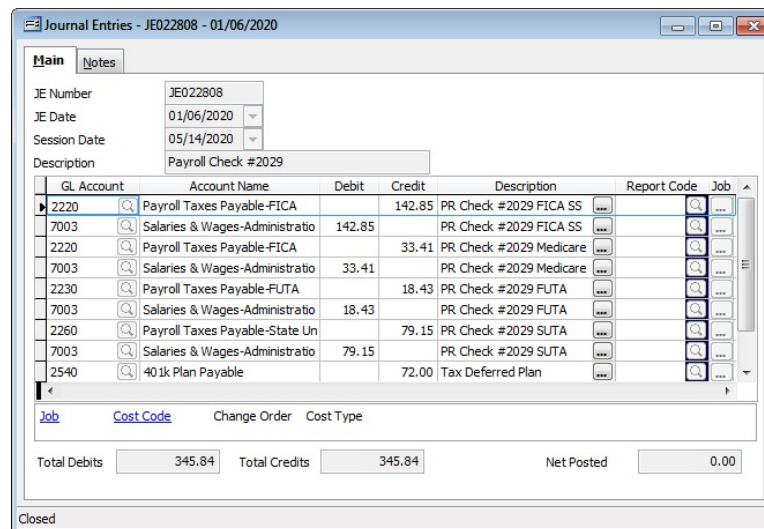 Journal Entries - JE022808 - 01/06/2020
Main Notes
JE Number JE022808
JE Date 01/06/2020
Session Date 05/14/2020
Description Payroll Check #2029
GL Account Account Name Debit Credit Description Report Code Job
2220 Payroll Taxes Payable-FICA 142.85 PR Check #2029 FICA SS ...
7003 Salaries & Wages-Administratio 142.85 PR Check #2029 FICA SS ...
2220 Payroll Taxes Payable-FICA 33.41 PR Check #2029 Medicare ...
7003 Salaries & Wages-Administratio 33.41 PR Check #2029 Medicare ...
2230 Payroll Taxes Payable-FUTA 18.43 PR Check #2029 FUTA ...
7003 Salaries & Wages-Administratio 18.43 PR Check #2029 FUTA ...
2260 Payroll Taxes Payable-State Un 79.15 PR Check #2029 SUTA ...
7003 Salaries & Wages-Administratio 79.15 PR Check #2029 SUTA ...
2540 401k Plan Payable 72.00 Tax Deferred Plan ...
Job Cost Code Change Order Cost Type
Total Debits 345.84 Total Credits 345.84 Net Posted 0.00
Closed